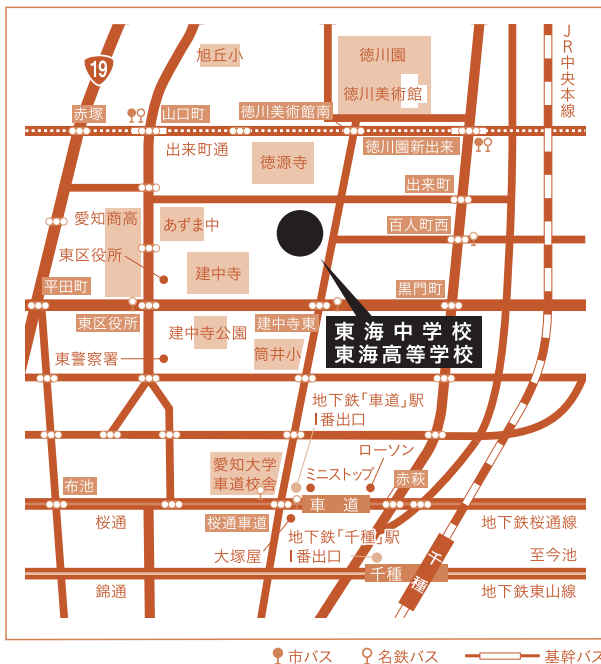 19
旭丘小
徳川園
徳川美術館
JR中央本線
赤塚
山口町
徳川美術館南
出来町通
徳源寺
徳川園新出来
出来町
愛知商高
あずま中
百人町西
東区役所
建中寺
平田町
黒門町
東区役所
建中寺公園
建中寺東
東海中学校
東海高等学校
東警察署
筒井小
地下鉄「車道」駅
1番出口
愛知大学
車道校舎
ローソン
ミニストップ
赤萩
布池
車道
桜通
桜通車道
地下鉄桜通線
大塚屋
地下鉄「千種」駅
1番出口
千種
至今池
千種
錦通
地下鉄東山線
市バス
名鉄バス
基幹バス